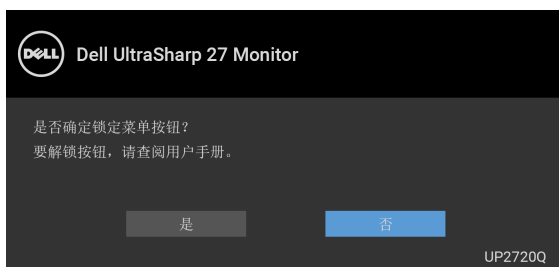 DELL Dell UltraSharp 27 Monitor
是否确定锁定菜单按钮？
要解锁按钮，请查阅用户手册。
是 否
UP2720Q